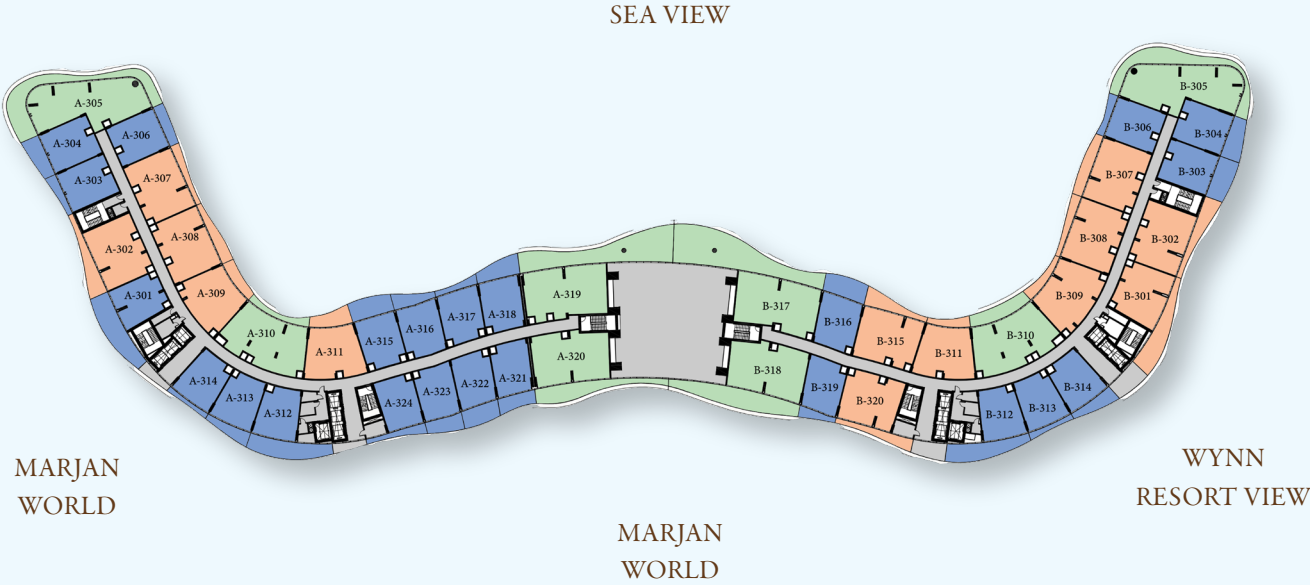 SEA VIEW
A-305
A-304
A-306
A-303
A-307
A-302
A-308
A-301
A-309
A-310
A-311
A-314
A-313
A-312
A-315
A-316
A-317
A-318
A-319
A-324
A-323
A-322
A-321
A-320
B-317
B-318
B-316
B-319
B-315
B-320
B-311
B-310
B-312
B-313
B-314
B-309
B-301
B-308
B-302
B-307
B-303
B-306
B-304
B-305
MARJAN
WORLD
MARJAN
WORLD
WYNN
RESORT VIEW